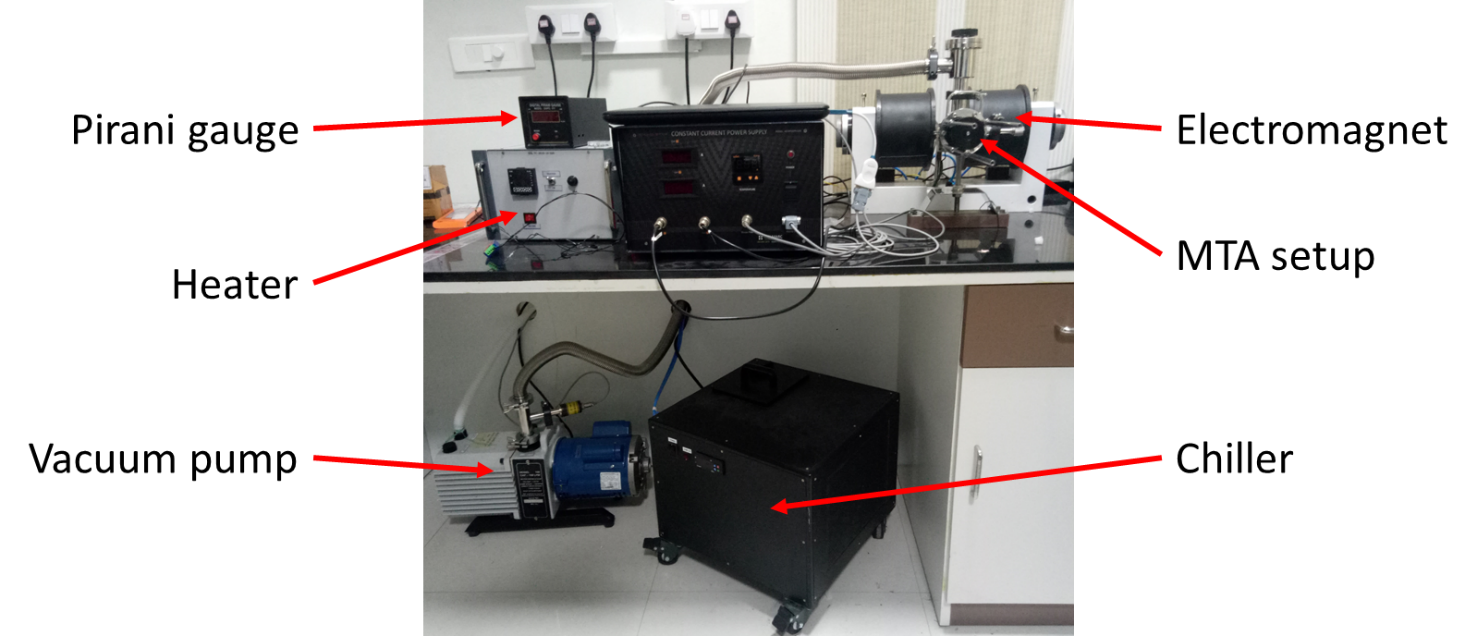 Pirani gauge
Heater
Vacuum pump
CONSTANT CURRENT POWER SUPPLY
Electromagnet
MTA setup
Chiller